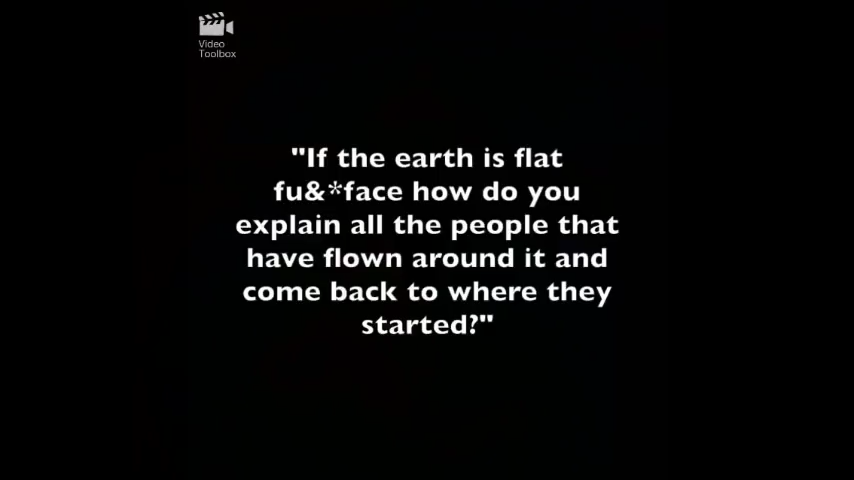 Video
Toolbox
"If the earth is flat
fu&*face how do you
explain all the people that
have flown around it and
come back to where they
started?"